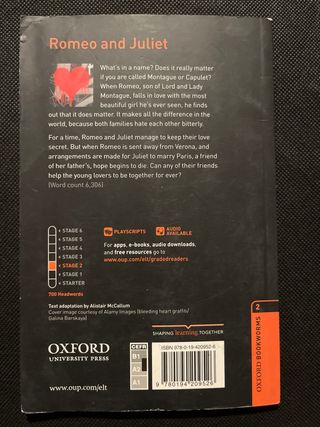 Romeo and Juliet
What's in a name? Does it really matter
if you are called Montague or Capulet?
When Romeo, son of Lord and Lady
Montague, falls in love with the most
beautiful girl he's ever seen, he finds
out that it does matter. It makes all the difference in the
world, because both families hate each other bitterly.
For a time, Romeo and Juliet manage to keep their love
secret. But when Romeo is sent away from Verona, and
arrangements are made for Juliet to marry Paris, a friend
of her father's, hope begins to die. Can any of their friends
help the young lovers to be together for ever?
(Word count 6,306)
STAGE 6
STAGE 5
STAGE 4
STAGE 3
STAGE 2
STAGE 1
STARTER
700 Headwords
PLAYSCRIPTS
AUDIO AVAILABLE
For apps, e-books, audio downloads,
and free resources go to
www.oup.com/elt/gradedreaders
Text adaptation by Alistair McCallum
Cover image courtesy of Alamy Images (bleeding heart graffiti/
Galina Barskaya)
SHAPING learning TOGETHER
OXFORD
UNIVERSITY PRESS
www.oup.com/elt
CEFR
B1
A2
A1
ISBN 978-0-19-420952-6
9 780194 209526
2
OXFORD BOOKWORMS